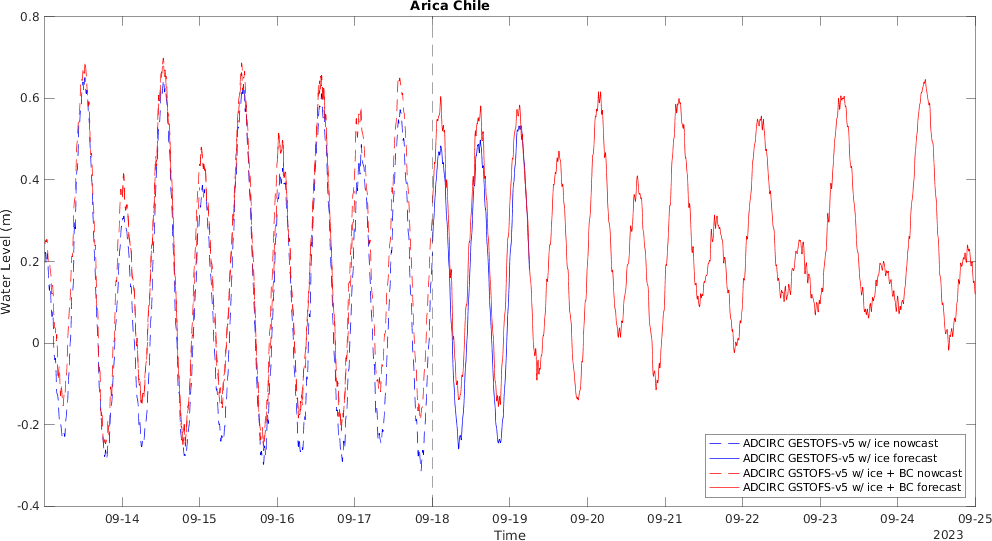 Arica Chile
Water Level (m)
0.8
0.6
0.4
0.2
0
-0.2
-0.4
09-14 09-15 09-16 09-17 09-18 09-19 09-20 09-21 09-22 09-23 09-24 09-25
Time
2023
ADCIRC GESTOFS-v5 w/ ice nowcast
ADCIRC GESTOFS-v5 w/ ice forecast
ADCIRC GSTOFS-v5 w/ ice + BC nowcast
ADCIRC GSTOFS-v5 w/ ice + BC forecast